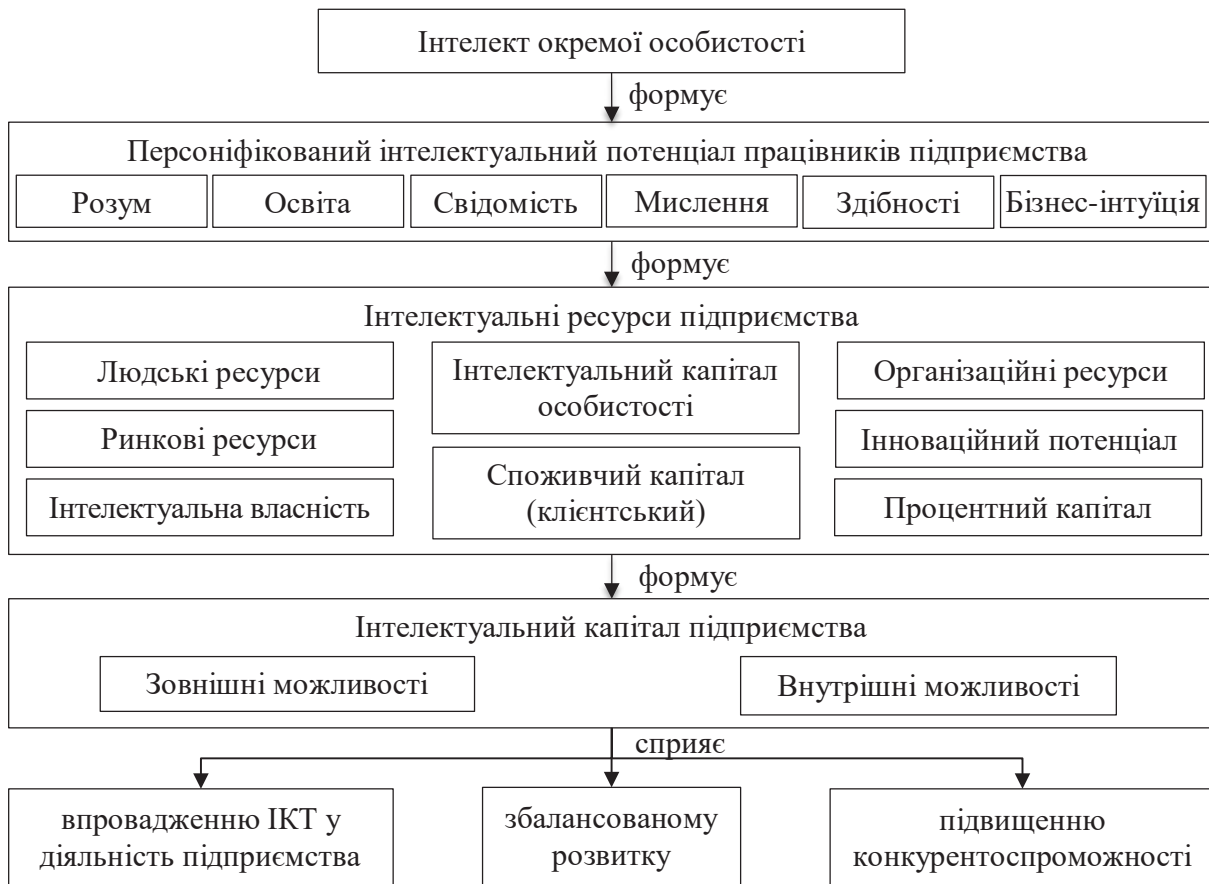 Інтелект окремої особистості
формує
Персоніфікований інтелектуальний потенціал працівників підприємства
Розум
Освіта
Свідомість
Мислення
Здібності
Бізнес-інтуїція
формує
Інтелектуальні ресурси підприємства
Людські ресурси
Ринкові ресурси
Інтелектуальна власність
Інтелектуальний капітал
особистості
Споживчий капітал
(клієнтський)
Організаційні ресурси
Інноваційний потенціал
Процентний капітал
формує
Інтелектуальний капітал підприємства
Зовнішні можливості
Внутрішні можливості
сприяє
впровадженню ІКТ у
діяльність підприємства
збалансованому
розвитку
підвищенню
конкурентоспроможності